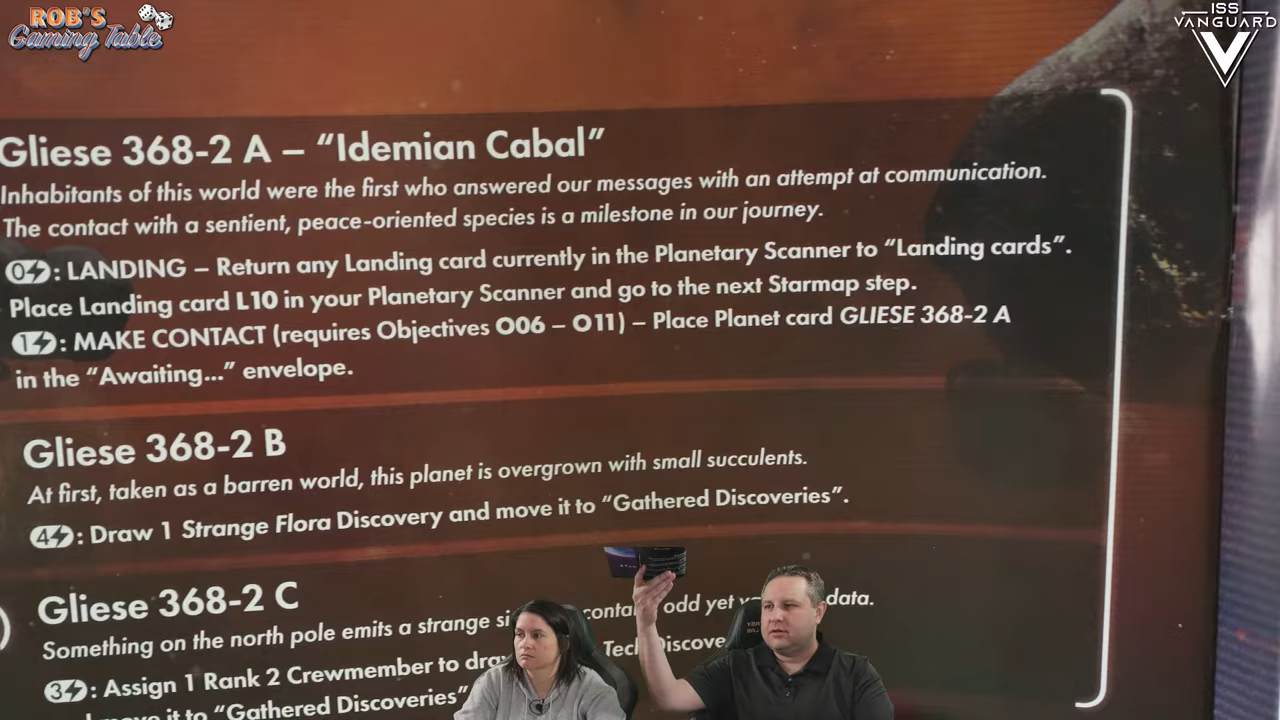 ROB'S
Gaming Table
ISS
VANGUARD
Gliese 368-2 A – “Idemian Cabal”
Inhabitants of this world were the first who answered our messages with an attempt at communication.
The contact with a sentient, peace-oriented species is a milestone in our journey.
0: LANDING – Return any Landing card currently in the Planetary Scanner to “Landing cards”.
Place Landing card L10 in your Planetary Scanner and go to the next Starmap step.
1: MAKE CONTACT (requires Objectives O06 – O11) – Place Planet card GLIESE 368-2 A
in the “Awaiting...” envelope.
Gliese 368-2 B
At first, taken as a barren world, this planet is overgrown with small succulents.
4: Draw 1 Strange Flora Discovery and move it to “Gathered Discoveries”.
Gliese 368-2 C
Something on the north pole emits a strange odd yet data.
3: Assign 1 Rank 2 Crewmember to Tech
move it to “Gathered Discoveries”